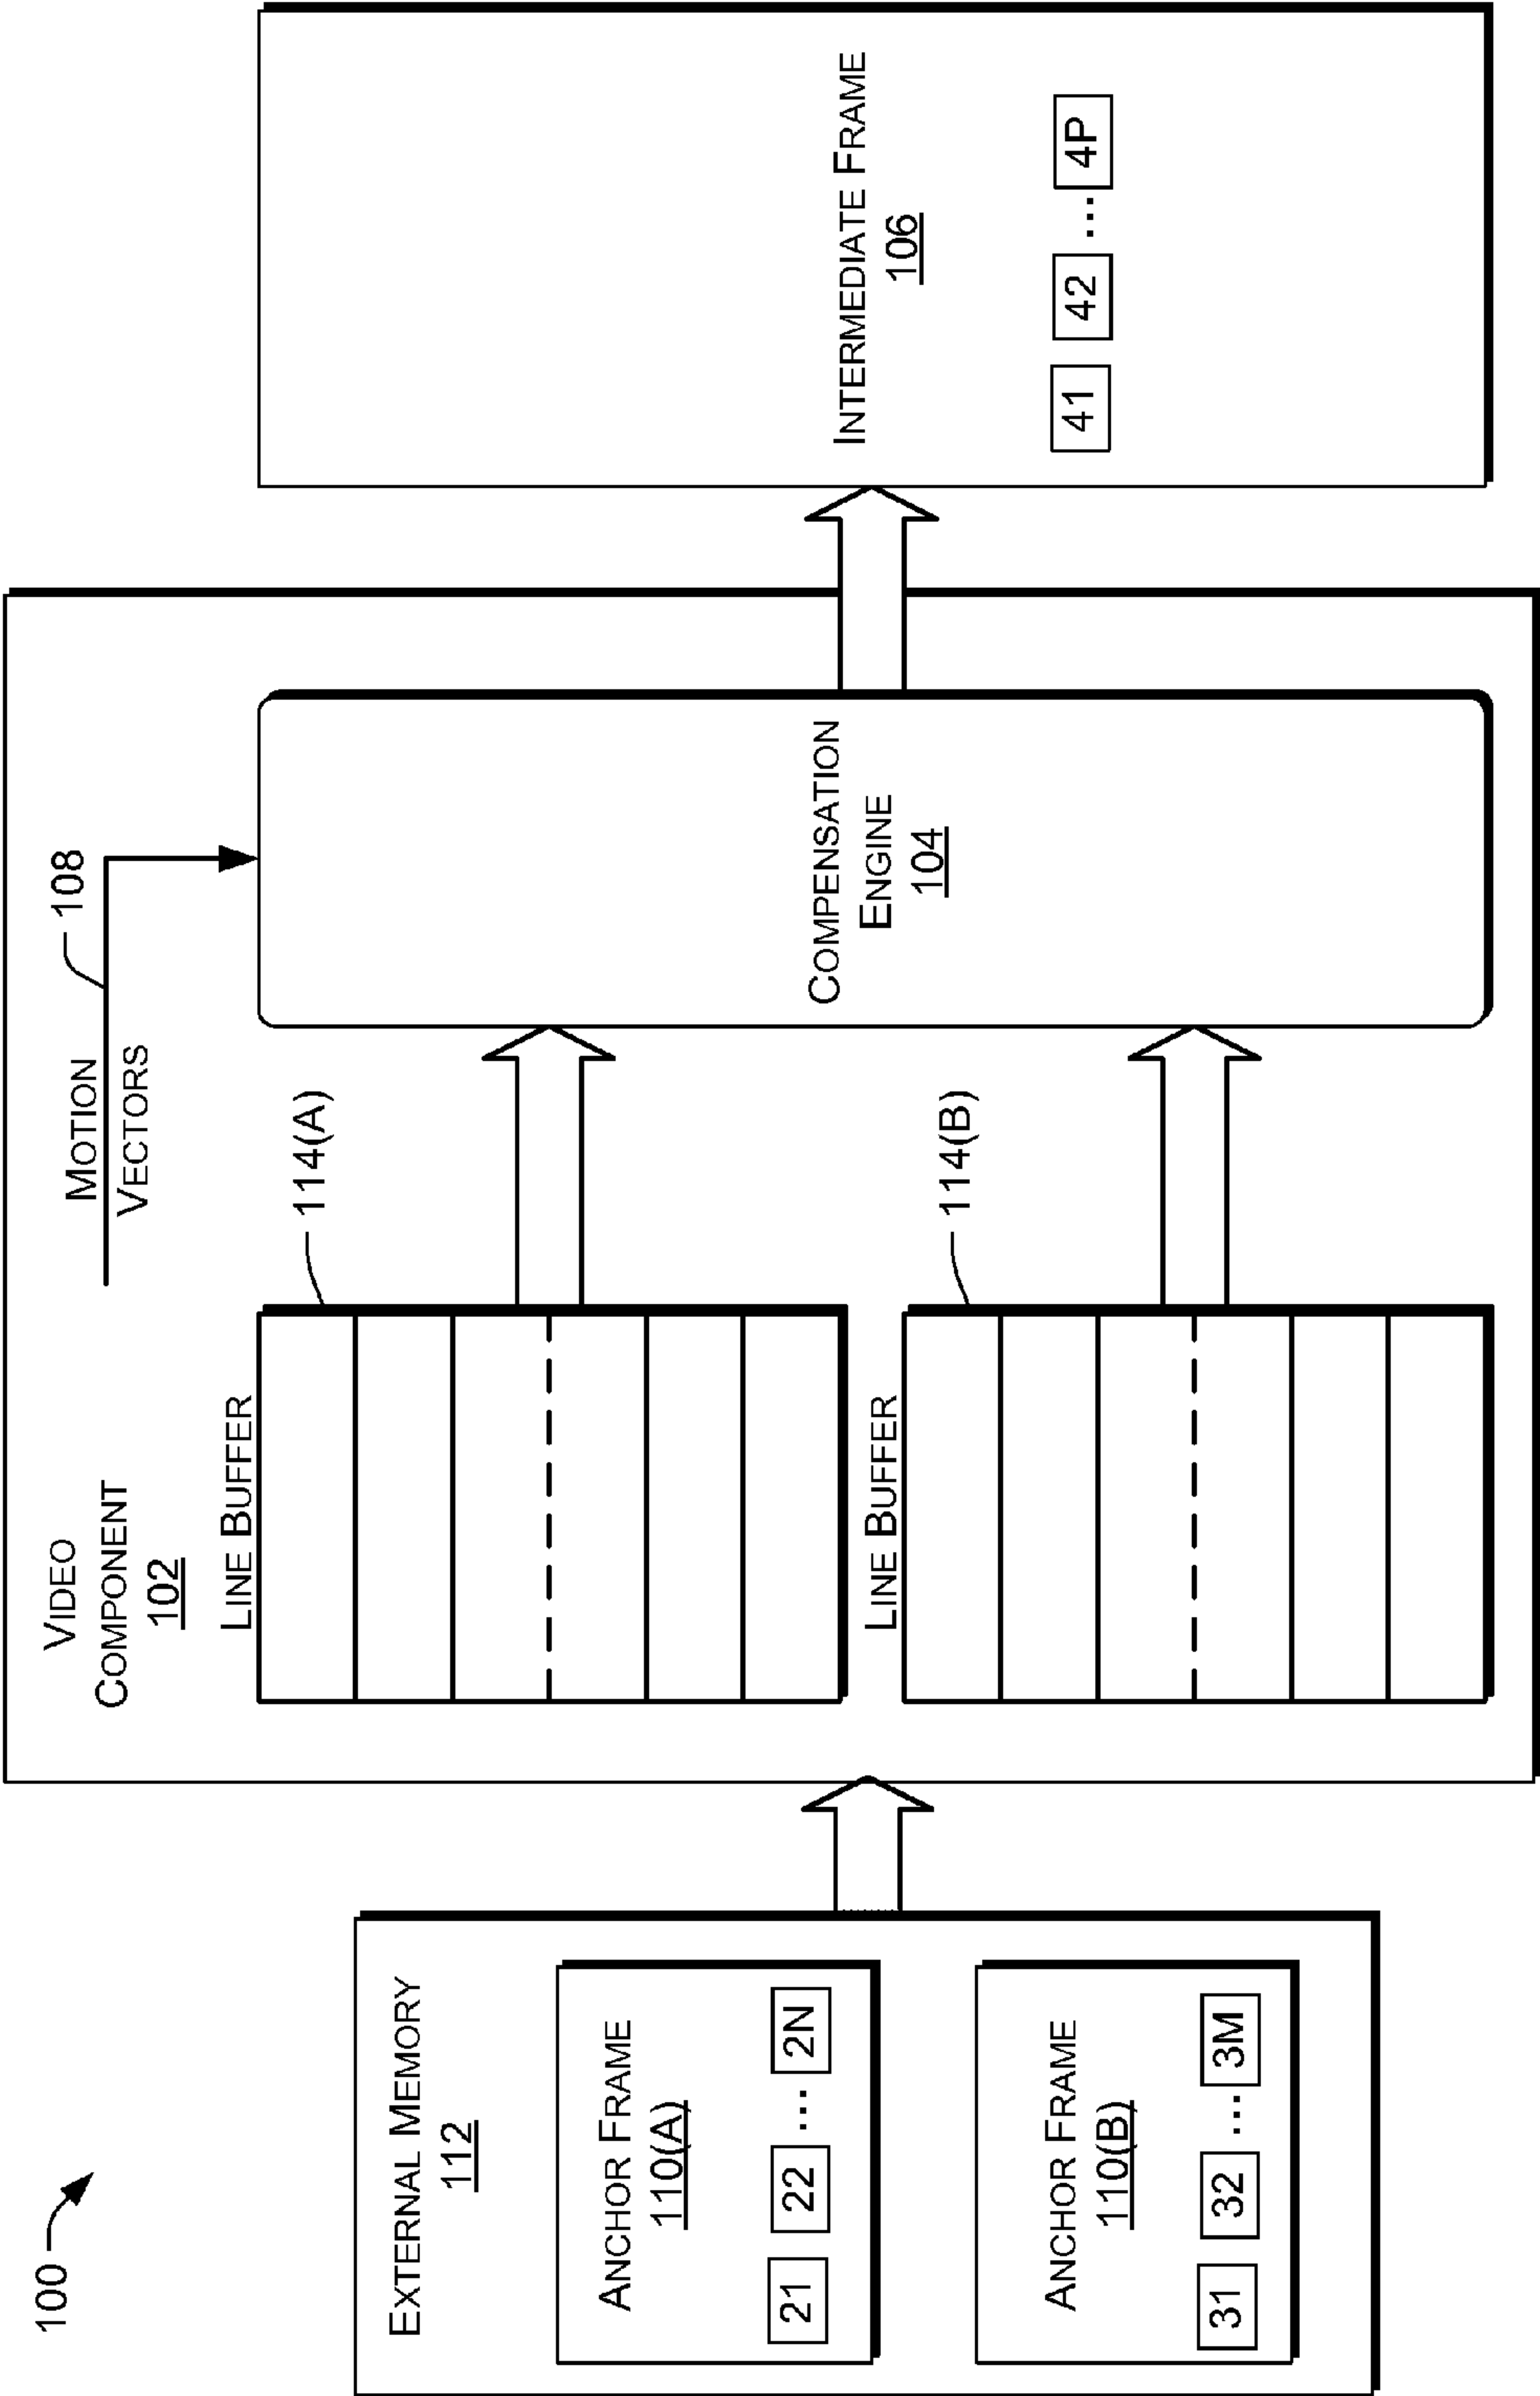 100
EXTERNAL MEMORY
112
ANCHOR FRAME
110(A)
21 22 ... 2N
ANCHOR FRAME
110(B)
31 32 ... 3M
VIDEO
COMPONENT
102
LINE BUFFER
114(A)
LINE BUFFER
114(B)
MOTION
VECTORS
108
COMPENSATION
ENGINE
104
INTERMEDIATE FRAME
106
41 42 ... 4P